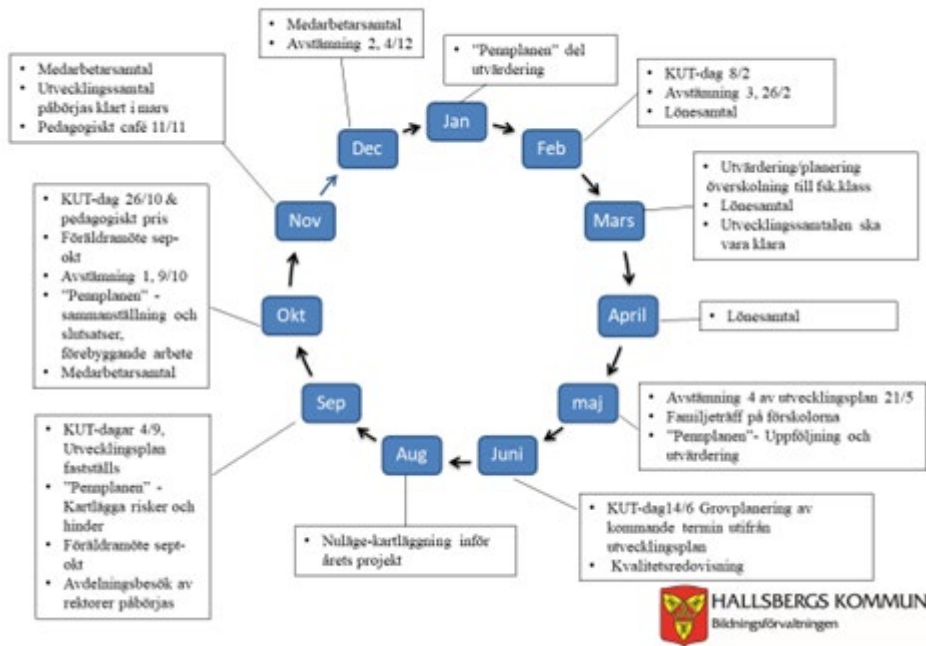 • Medarbetarsamtal
• Avstämning 2, 4/12
• "Pennplanen" del
utvärdering
• KUT-dag 8/2
• Avstämning 3, 26/2
• Lönesamtal
• Medarbetarsamtal
• Utvecklingssamtal
påbörjas klart i mars
• Pedagogiskt café 11/11
Jan
Dec
Feb
• Utvärdering/planering
överskolning till fsk.klass
• Lönesamtal
• Utvecklingssamtalen ska
vara klara
• KUT-dag 26/10 &
pedagogiskt pris
• Föräldramöte sep-
okt
• Avstämning 1, 9/10
• "Pennplanen" -
sammanställning och
slutsatser,
förebyggande arbete
• Medarbetarsamtal
Nov
Mars
Okt
April
• Lönesamtal
Sep
maj
• Avstämning 4 av utvecklingsplan 21/5
• Familjeträff på förskolorna
• "Pennplanen"- Uppföljning och
utvärdering
Aug
Juni
• KUT-dagar 4/9,
Utvecklingsplan
fastställs
• "Pennplanen" -
Kartlägga risker och
hinder
• Föräldramöte sept-
okt
• Avdelningsbesök av
rektorer påbörjas
• Nuläge-kartläggning inför
årets projekt
• KUT-dag14/6 Grovplanering av
kommande termin utifrån
utvecklingsplan
• Kvalitetsredovisning
HALLSBERGS KOMMUN
Bildningsförvaltningen